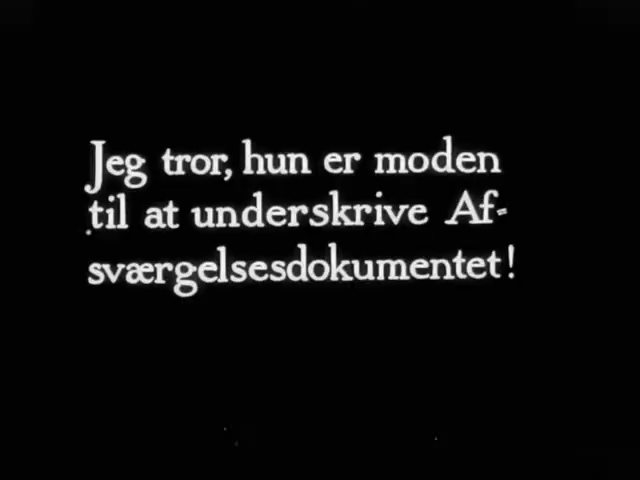 Jeg tror, hun er moden
til at underskrive Af-
sværgelsesdokumentet!